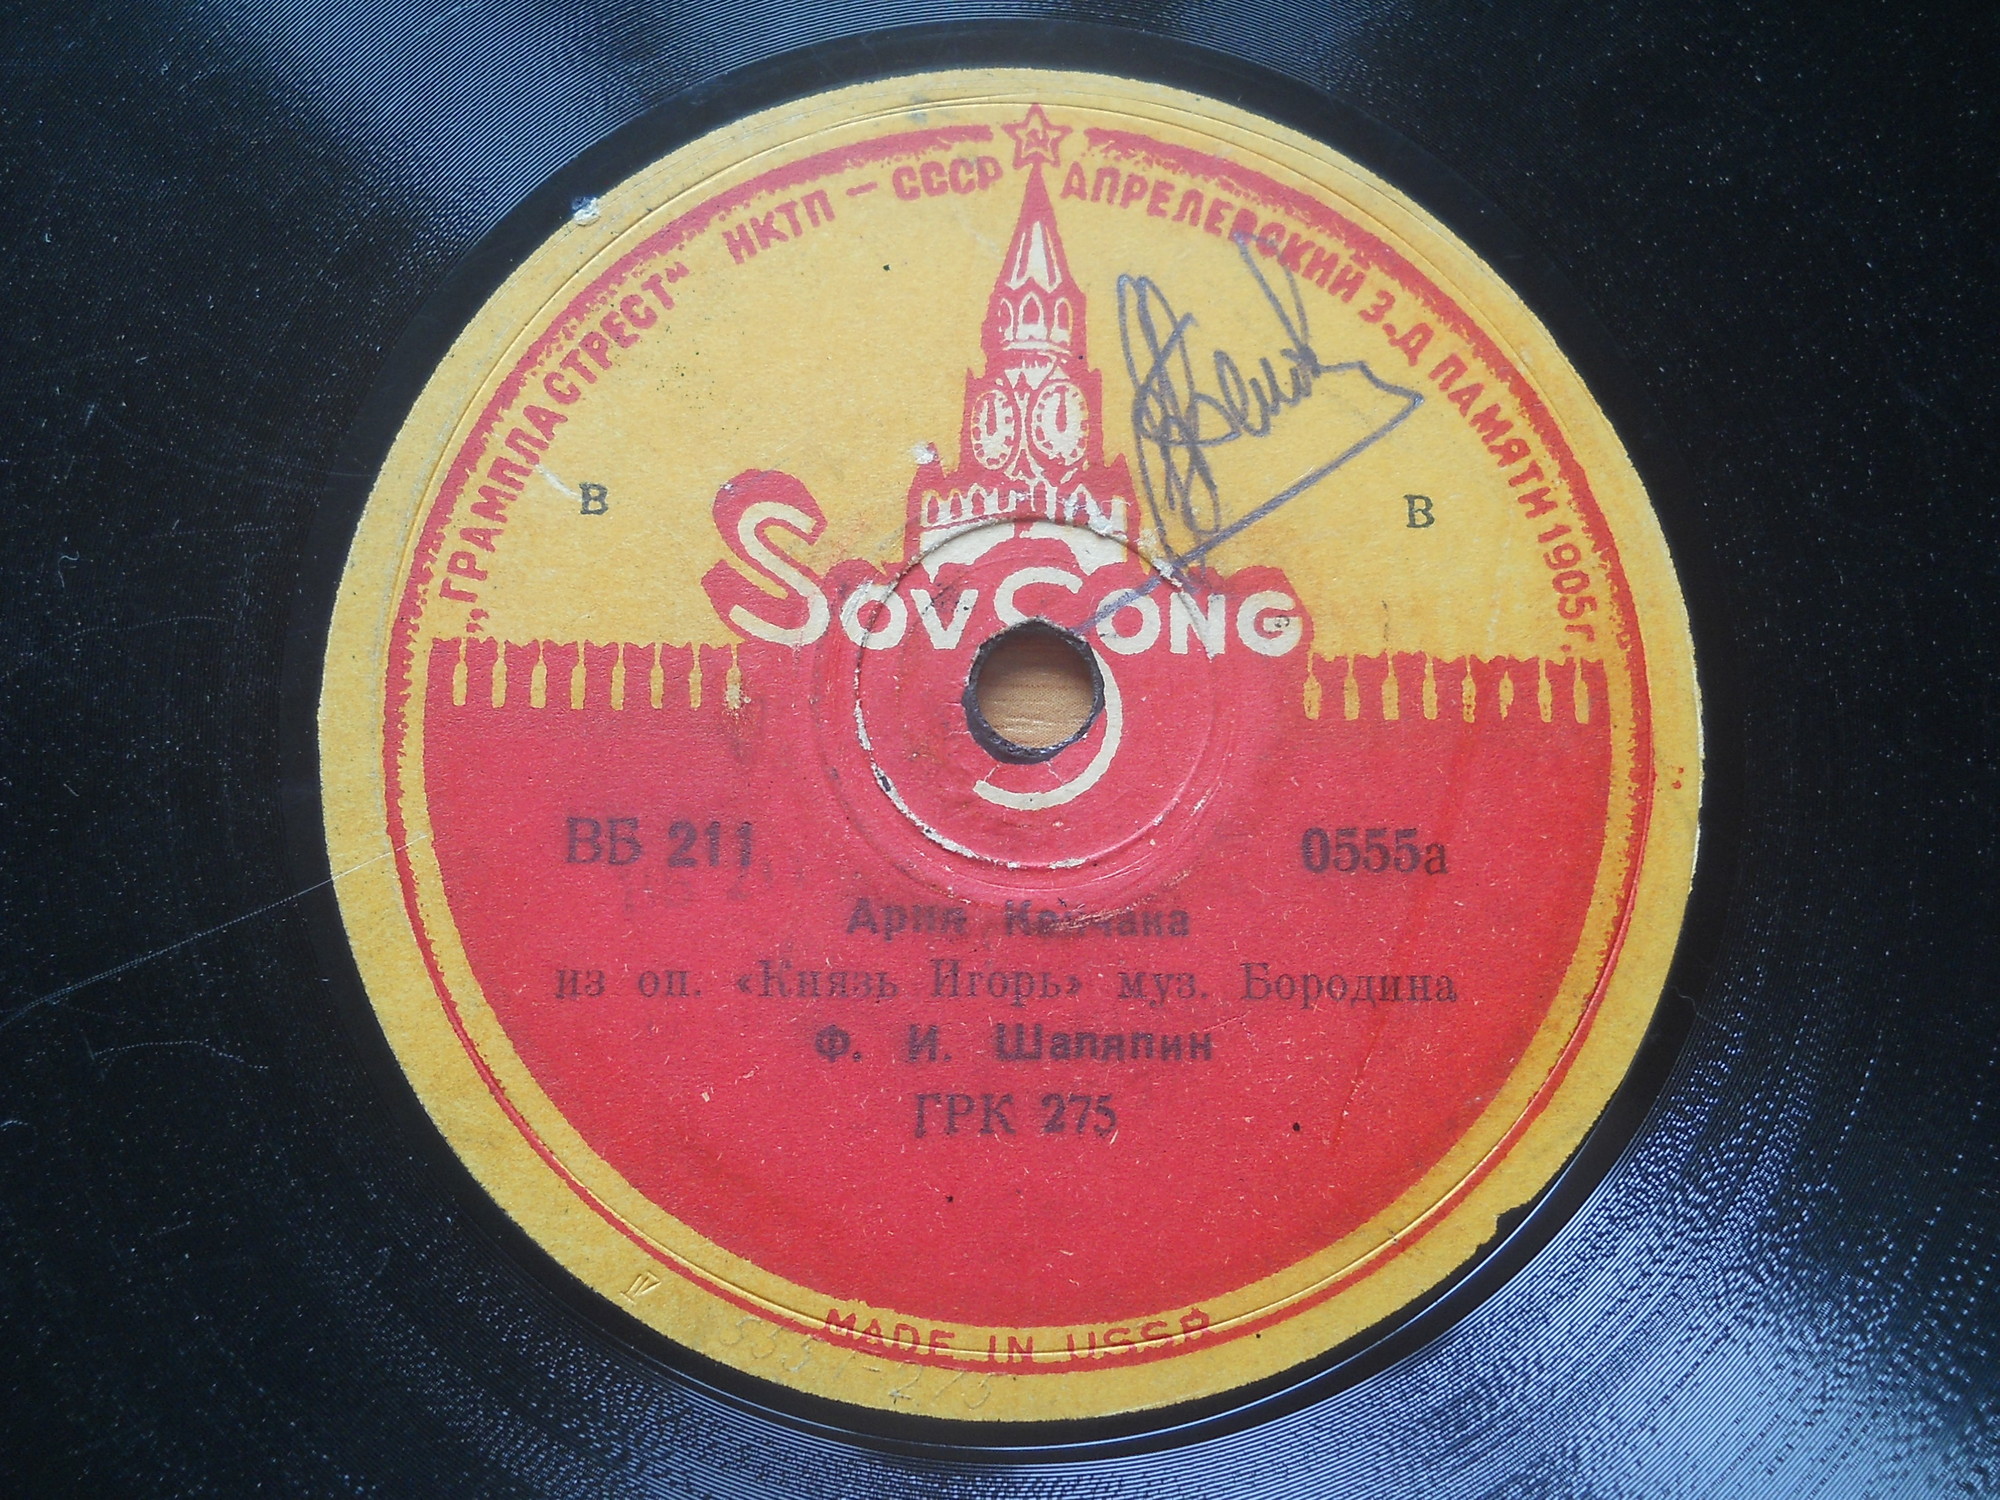 „ГРАМПЛАСТРЕСТ“ НКТП – СССР АПРЕЛЕВСКИЙ З-Д ПАМЯТИ 1905 г.
В В
SOVSONG
ВБ 211 0555а
Ария Кончака
из оп. «Князь Игорь» муз. Бородина
Ф. И. Шаляпин
ГРК 275
MADE IN USSR
IV